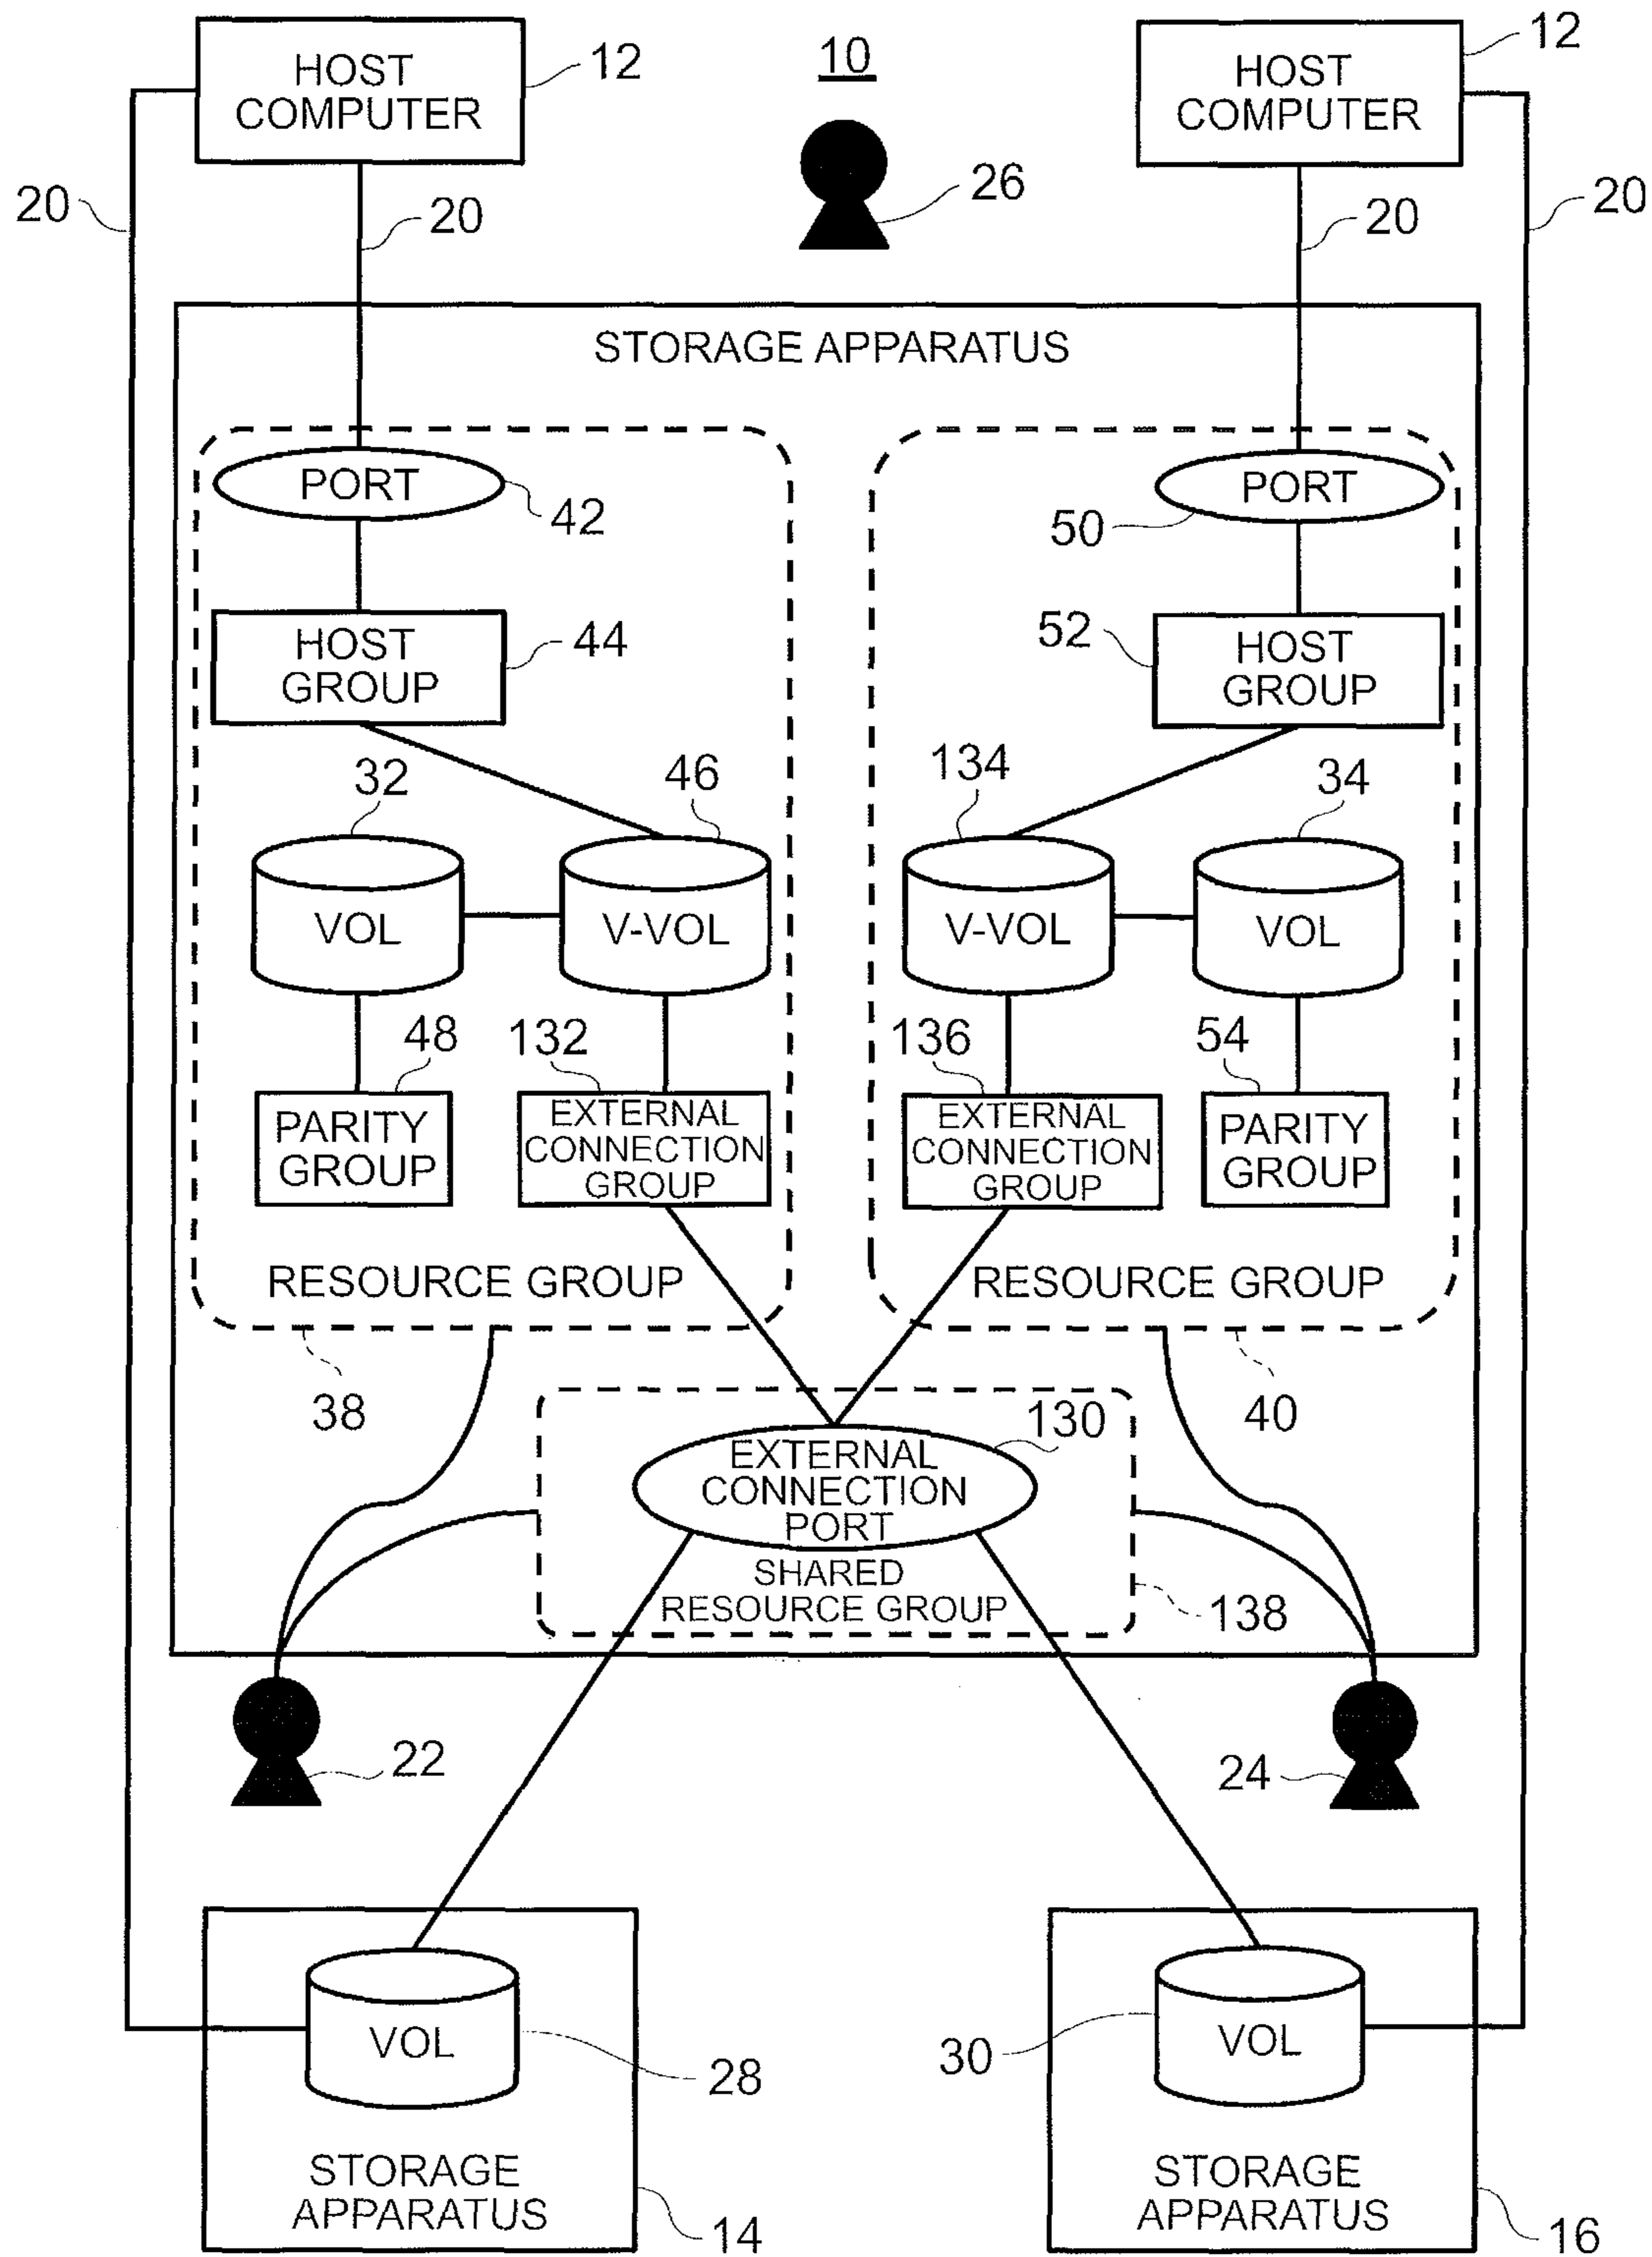 10
HOST
COMPUTER
12
HOST
COMPUTER
12
26
20
20
20
20
STORAGE APPARATUS
PORT
42
PORT
50
HOST
GROUP
44
52
HOST
GROUP
32
46
134
34
VOL
V-VOL
V-VOL
VOL
48
132
136
54
PARITY
GROUP
EXTERNAL
CONNECTION
GROUP
EXTERNAL
CONNECTION
GROUP
PARITY
GROUP
RESOURCE GROUP
RESOURCE GROUP
38
40
130
EXTERNAL
CONNECTION
PORT
SHARED
RESOURCE GROUP
138
22
24
VOL
28
30
VOL
STORAGE
APPARATUS
14
STORAGE
APPARATUS
16